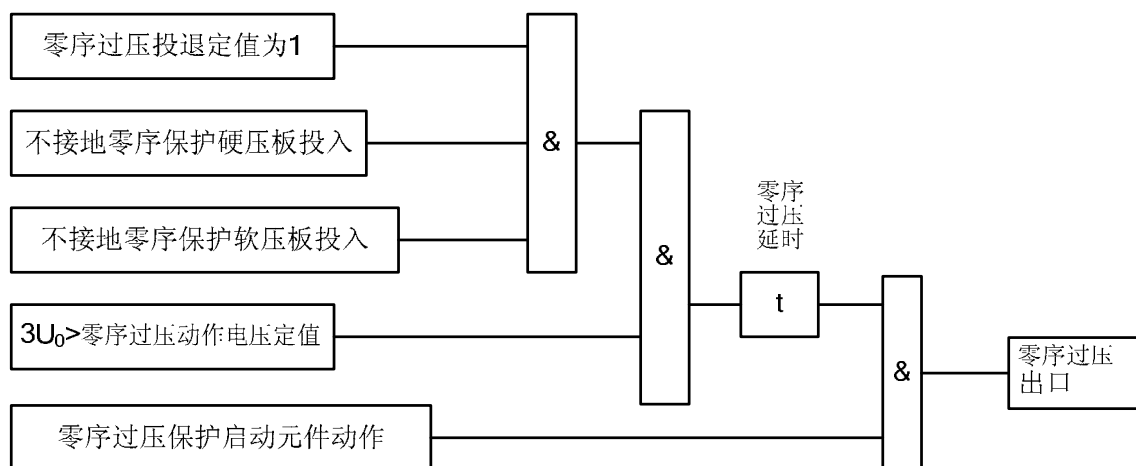 零序过压投退定值为1
不接地零序保护硬压板投入
&
不接地零序保护软压板投入
零序
过压
延时
&
t
3U₀>零序过压动作电压定值
&
零序过压
出口
零序过压保护启动元件动作